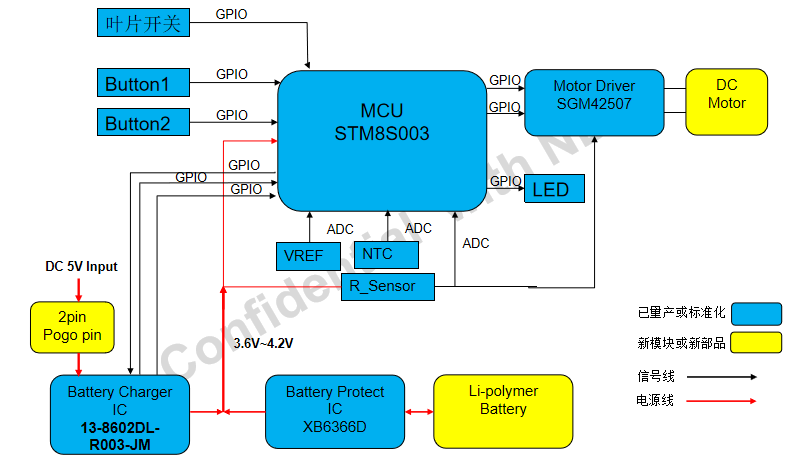 叶片开关
GPIO
Button1
GPIO
Button2
GPIO
MCU
STM8S003
GPIO
GPIO
Motor Driver
SGM42507
DC
Motor
GPIO
LED
GPIO
GPIO
GPIO
ADC
ADC
ADC
VREF
NTC
R_Sensor
DC 5V Input
2pin
Pogo pin
3.6V~4.2V
Battery Charger
IC
13-8602DL-
R003-JM
Battery Protect
IC
XB6366D
Li-polymer
Battery
已量产或标准化
新模块或新部品
信号线
电源线
Confidential with N